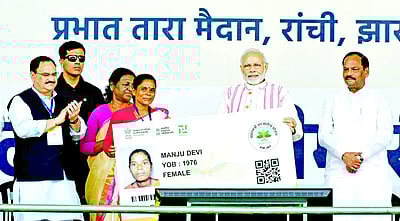 प्रभात तारा मैदान, रांची, झार
MANJU DEVI
YOB : 1976
FEMALE